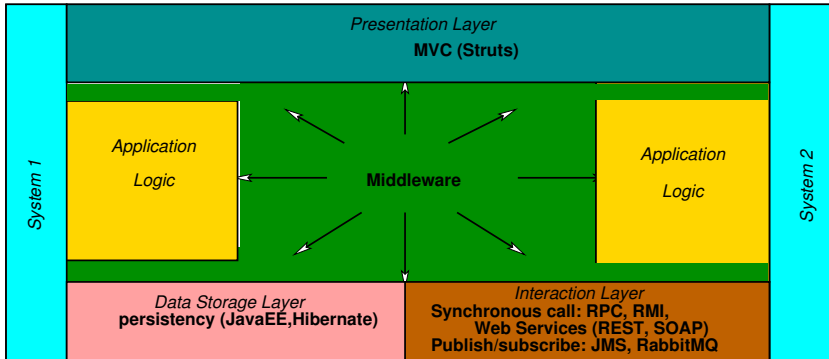 Presentation Layer
MVC (Struts)
System 1
Application
Logic
Middleware
Application
Logic
System 2
Data Storage Layer
persistency (JavaEE,Hibernate)
Interaction Layer
Synchronous call: RPC, RMI,
Web Services (REST, SOAP)
Publish/subscribe: JMS, RabbitMQ